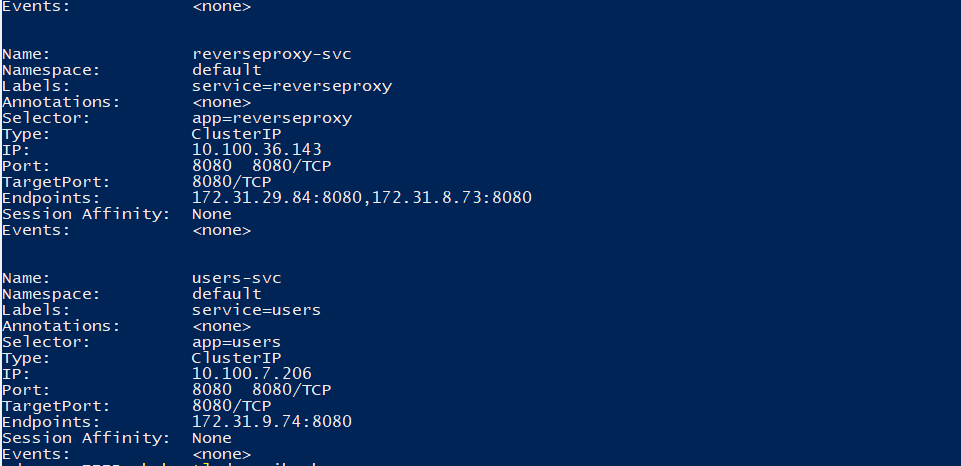 Events:            <none>
Name:              reverseproxy-svc
Namespace:         default
Labels:            service=reverseproxy
Annotations:       <none>
Selector:          app=reverseproxy
Type:              ClusterIP
IP:                10.100.36.143
Port:              8080  8080/TCP
TargetPort:        8080/TCP
Endpoints:         172.31.29.84:8080,172.31.8.73:8080
Session Affinity:  None
Events:            <none>
Name:              users-svc
Namespace:         default
Labels:            service=users
Annotations:       <none>
Selector:          app=users
Type:              ClusterIP
IP:                10.100.7.206
Port:              8080  8080/TCP
TargetPort:        8080/TCP
Endpoints:         172.31.9.74:8080
Session Affinity:  None
Events:            <none>